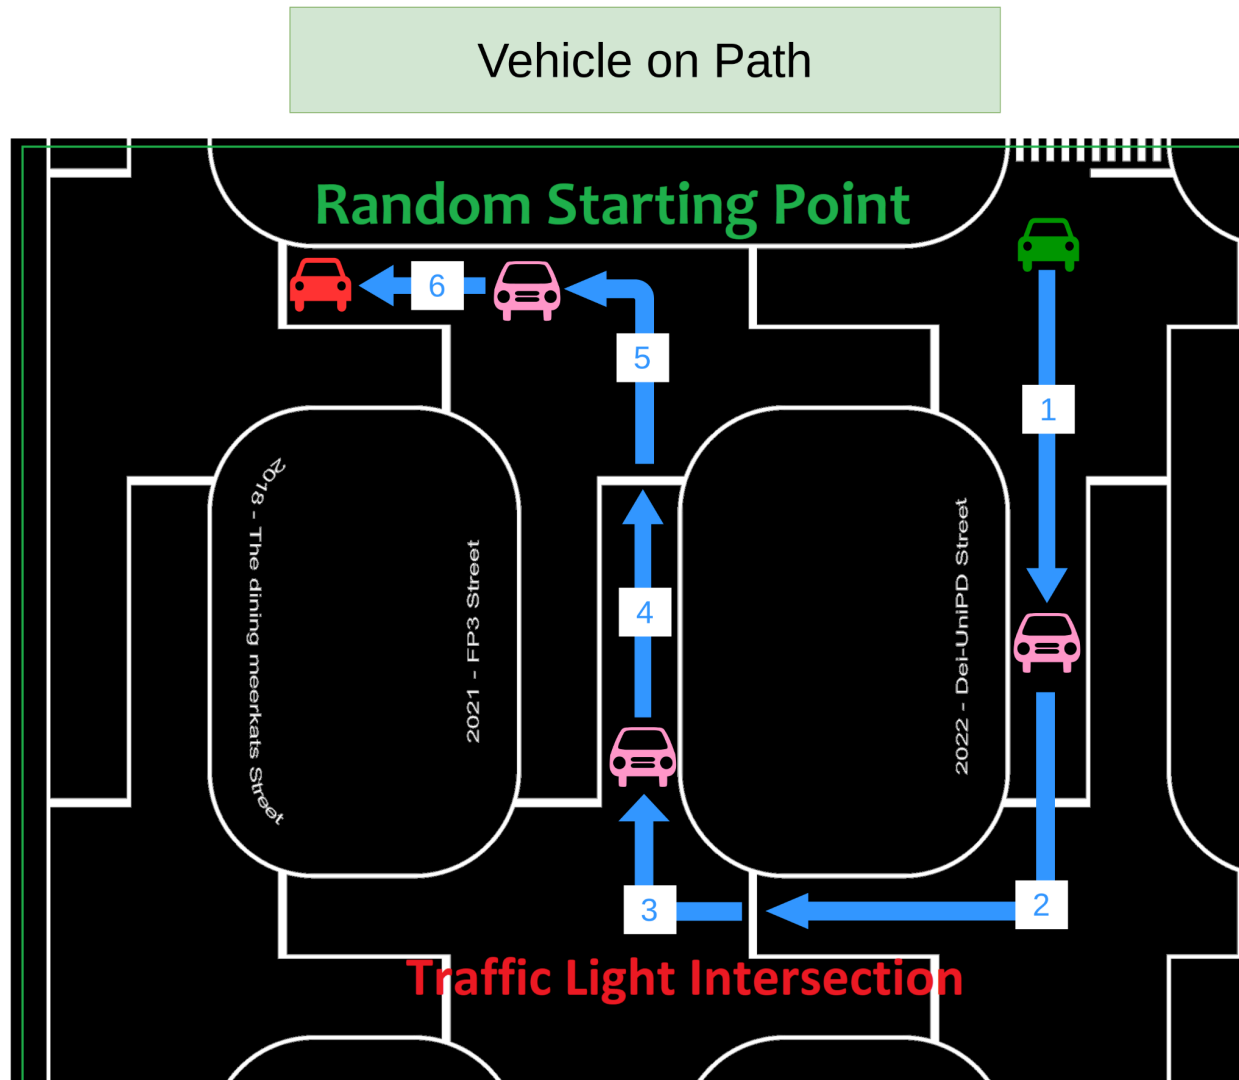 Vehicle on Path
Random Starting Point
6
5
1
2018 - The dining meerkats Street
2021 - FP3 Street
4
2022 - Dei-UniPD Street
3
2
Traffic Light Intersection